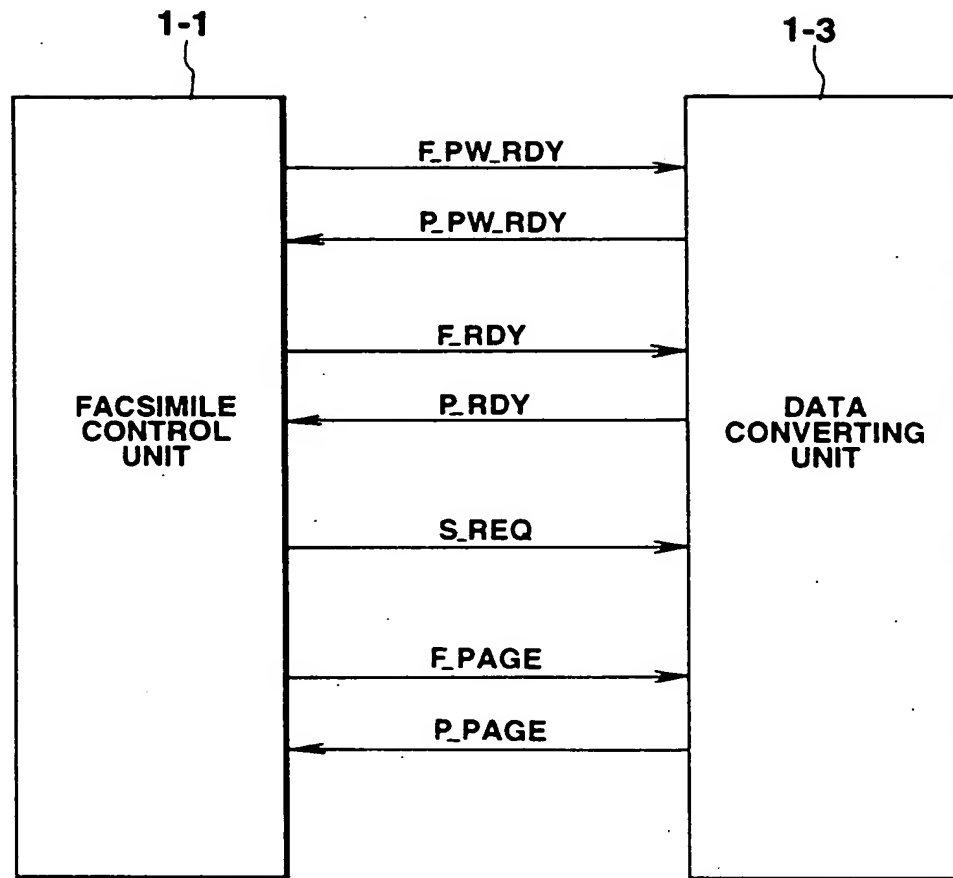 1-1
1-3
F_PW_RDY
P_PW_RDY
F_RDY
P_RDY
FACSIMILE
CONTROL
UNIT
DATA
CONVERTING
UNIT
S_REQ
F_PAGE
P_PAGE